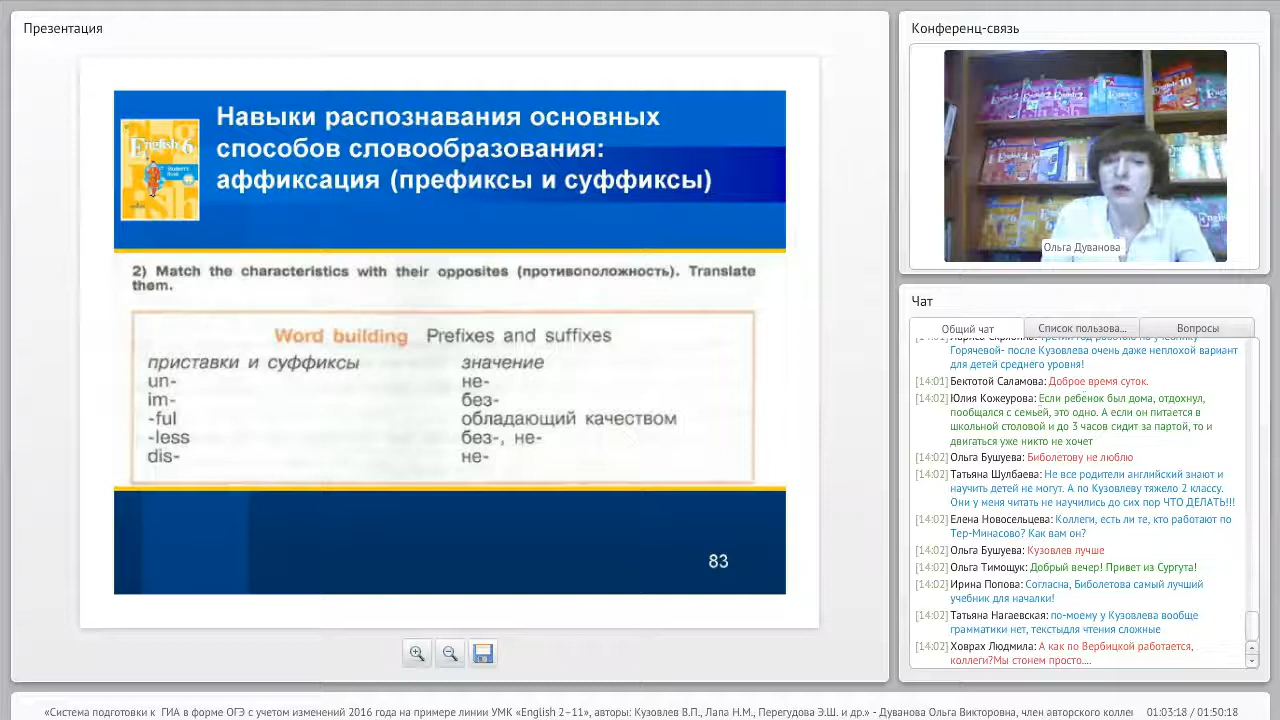 Презентация
Навыки распознавания основных
способов словообразования:
аффиксация (префиксы и суффиксы)
English 6
2) Match the characteristics with their opposites (противоположность). Translate
them.
Word building Prefixes and suffixes
приставки и суффиксы значение
un- не-
im- без-
-ful обладающий качеством
-less без-, не-
dis- не-
83
Конференц-связь
Ольга Дуванова
Чат
Общий чат Список пользова... Вопросы
Горячевой- после Кузовлева очень даже неплохой вариант
для детей среднего уровня!
[14:01] Бектотой Саламова: Доброе время суток.
[14:02] Юлия Кожеурова: Если ребёнок был дома, отдохнул,
пообщался с семьей, это одно. А если он питается в
школьной столовой и до 3 часов сидит за партой, то и
двигаться уже никто не хочет
[14:02] Ольга Бушуева: Биболетову не люблю
[14:02] Татьяна Шулбаева: Не все родители английский знают и
научить детей не могут. А по Кузовлеву тяжело 2 классу.
Они у меня читать не научились до сих пор ЧТО ДЕЛАТЬ!!!
[14:02] Елена Новосельцева: Коллеги, есть ли те, кто работают по
Тер-Минасово? Как вам он?
[14:02] Ольга Бушуева: Кузовлев лучше
[14:02] Ольга Тимощук: Добрый вечер! Привет из Сургута!
[14:02] Ирина Попова: Согласна, Биболетова самый лучший
учебник для началки!
[14:02] Татьяна Нагаевская: по-моему у Кузовлева вообще
грамматики нет, текстыдля чтения сложные
[14:02] Ховрах Людмила: А как по Вербицкой работается,
коллеги?Мы стонем просто....
«Система подготовки к ГИА в форме ОГЭ с учетом изменений 2016 года на примере линии УМК «English 2–11», авторы: Кузовлев В.П., Лапа Н.М., Перегудова Э.Ш. и др.» - Дуванова Ольга Викторовна, член авторского коллек 01:03:18 / 01:50:18